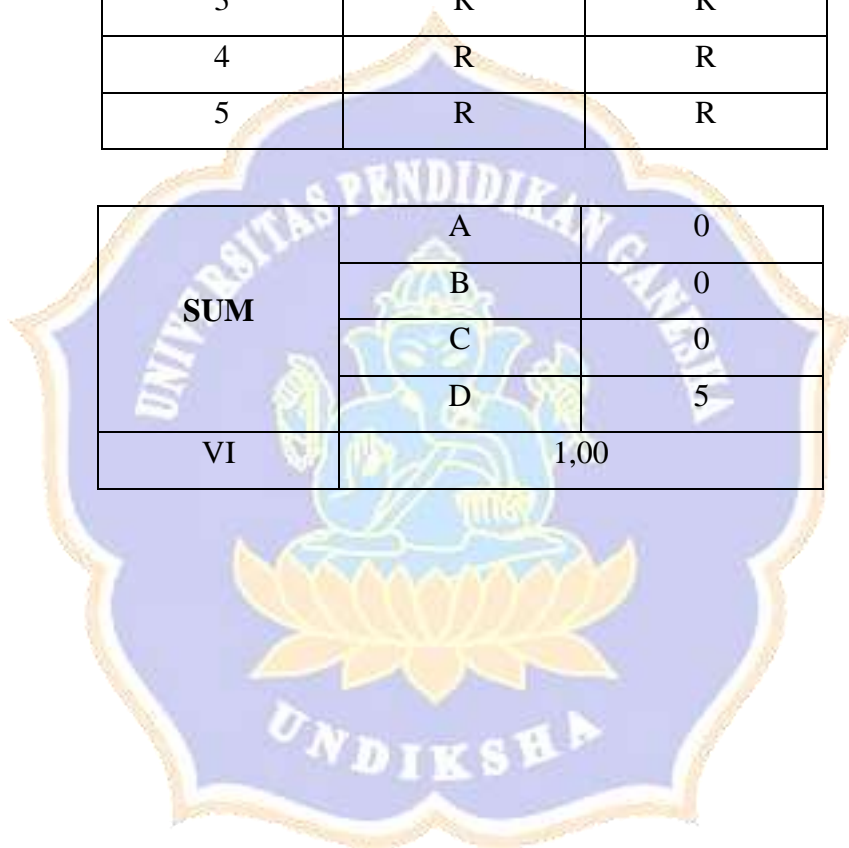 3 R R
4 R R
5 R R
UNIVERSITAS PENDIDIKAN GANESHA
SUM A 0
B 0
C 0
D 5
VI 1,00
UNDIKSHA